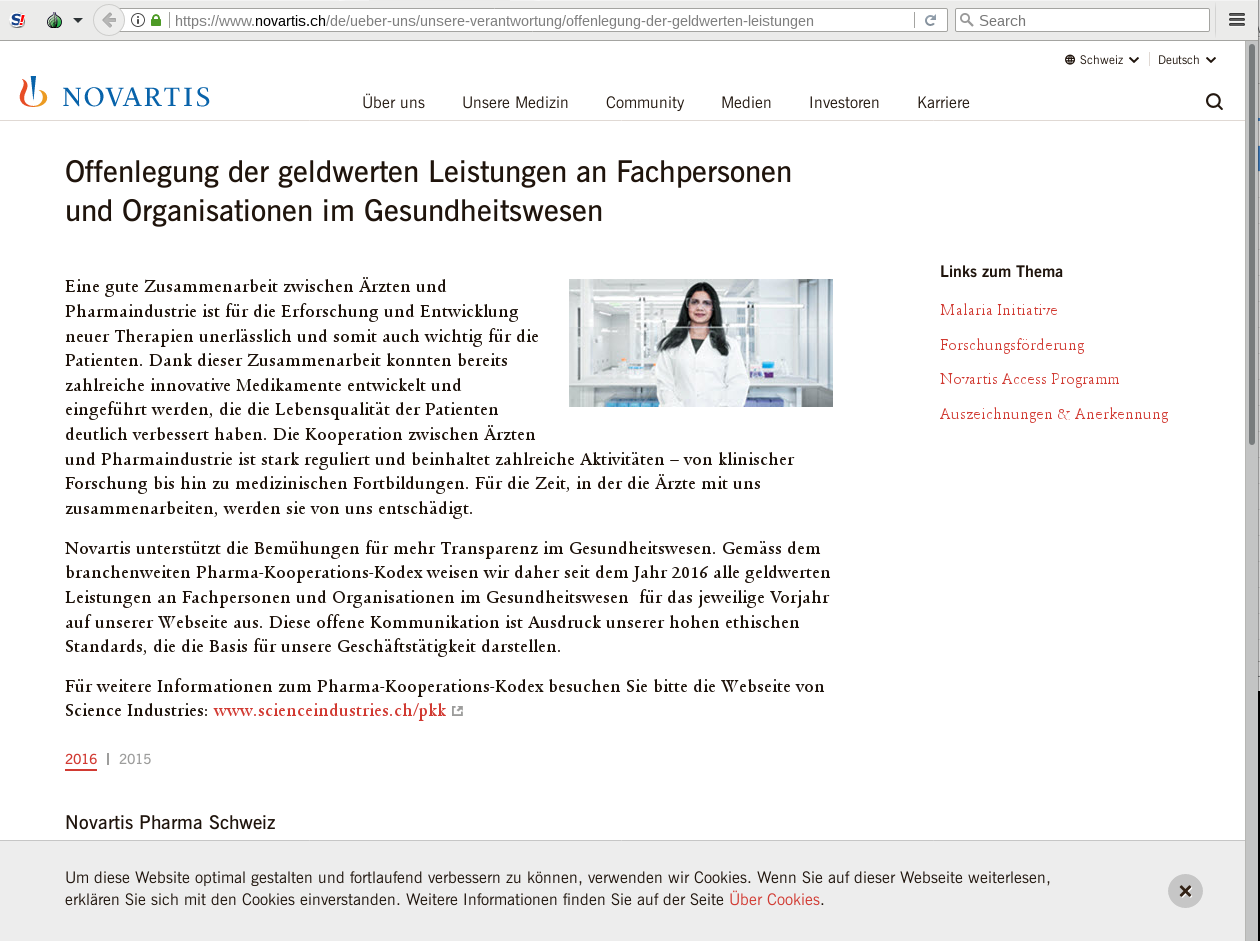 https://www.novartis.ch/de/ueber-uns/unsere-verantwortung/offenlegung-der-geldwerten-leistungen
Search
Schweiz
Deutsch
NOVARTIS
Über uns
Unsere Medizin
Community
Medien
Investoren
Karriere
Offenlegung der geldwerten Leistungen an Fachpersonen
und Organisationen im Gesundheitswesen
Eine gute Zusammenarbeit zwischen Ärzten und
Pharmaindustrie ist für die Erforschung und Entwicklung
neuer Therapien unerlässlich und somit auch wichtig für die
Patienten. Dank dieser Zusammenarbeit konnten bereits
zahlreiche innovative Medikamente entwickelt und
eingeführt werden, die die Lebensqualität der Patienten
deutlich verbessert haben. Die Kooperation zwischen Ärzten
und Pharmaindustrie ist stark reguliert und beinhaltet zahlreiche Aktivitäten – von klinischer
Forschung bis hin zu medizinischen Fortbildungen. Für die Zeit, in der die Ärzte mit uns
zusammenarbeiten, werden sie von uns entschädigt.
Novartis unterstützt die Bemühungen für mehr Transparenz im Gesundheitswesen. Gemäss dem
branchenweiten Pharma-Kooperations-Kodex weisen wir daher seit dem Jahr 2016 alle geldwerten
Leistungen an Fachpersonen und Organisationen im Gesundheitswesen für das jeweilige Vorjahr
auf unserer Webseite aus. Diese offene Kommunikation ist Ausdruck unserer hohen ethischen
Standards, die die Basis für unsere Geschäftstätigkeit darstellen.
Für weitere Informationen zum Pharma-Kooperations-Kodex besuchen Sie bitte die Webseite von
Science Industries: www.scienceindustries.ch/pkk
2016 | 2015
Novartis Pharma Schweiz
Links zum Thema
Malaria Initiative
Forschungsförderung
Novartis Access Programm
Auszeichnungen & Anerkennung
Um diese Website optimal gestalten und fortlaufend verbessern zu können, verwenden wir Cookies. Wenn Sie auf dieser Webseite weiterlesen,
erklären Sie sich mit den Cookies einverstanden. Weitere Informationen finden Sie auf der Seite Über Cookies.